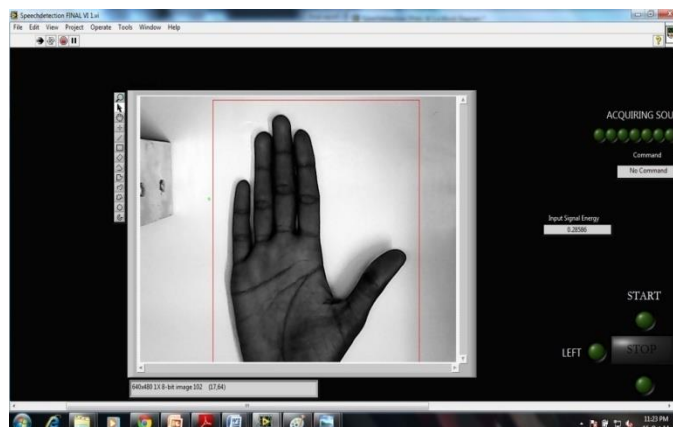 Speechdetection FINAL VI 1.vi
File Edit View Project Operate Tools Window Help
ACQUIRING SOU
Command
No Command
Input Signal Energy
0.28586
START
LEFT
STOP
640x480 1X 8-bit image 102 (17,64)
11:23 PM